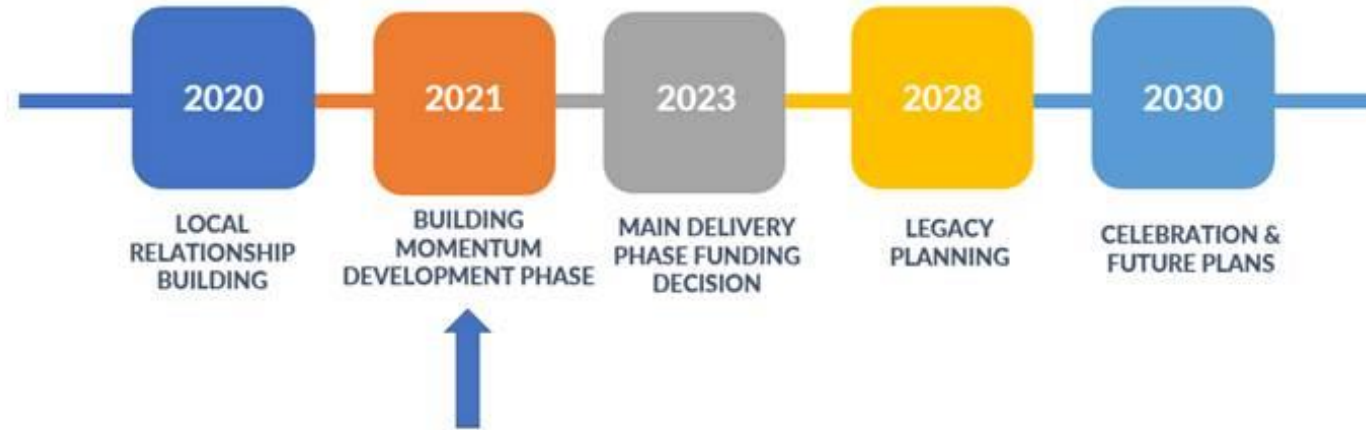 2020
2021
2023
2028
2030
LOCAL
RELATIONSHIP
BUILDING
BUILDING
MOMENTUM
DEVELOPMENT PHASE
MAIN DELIVERY
PHASE FUNDING
DECISION
LEGACY
PLANNING
CELEBRATION &
FUTURE PLANS